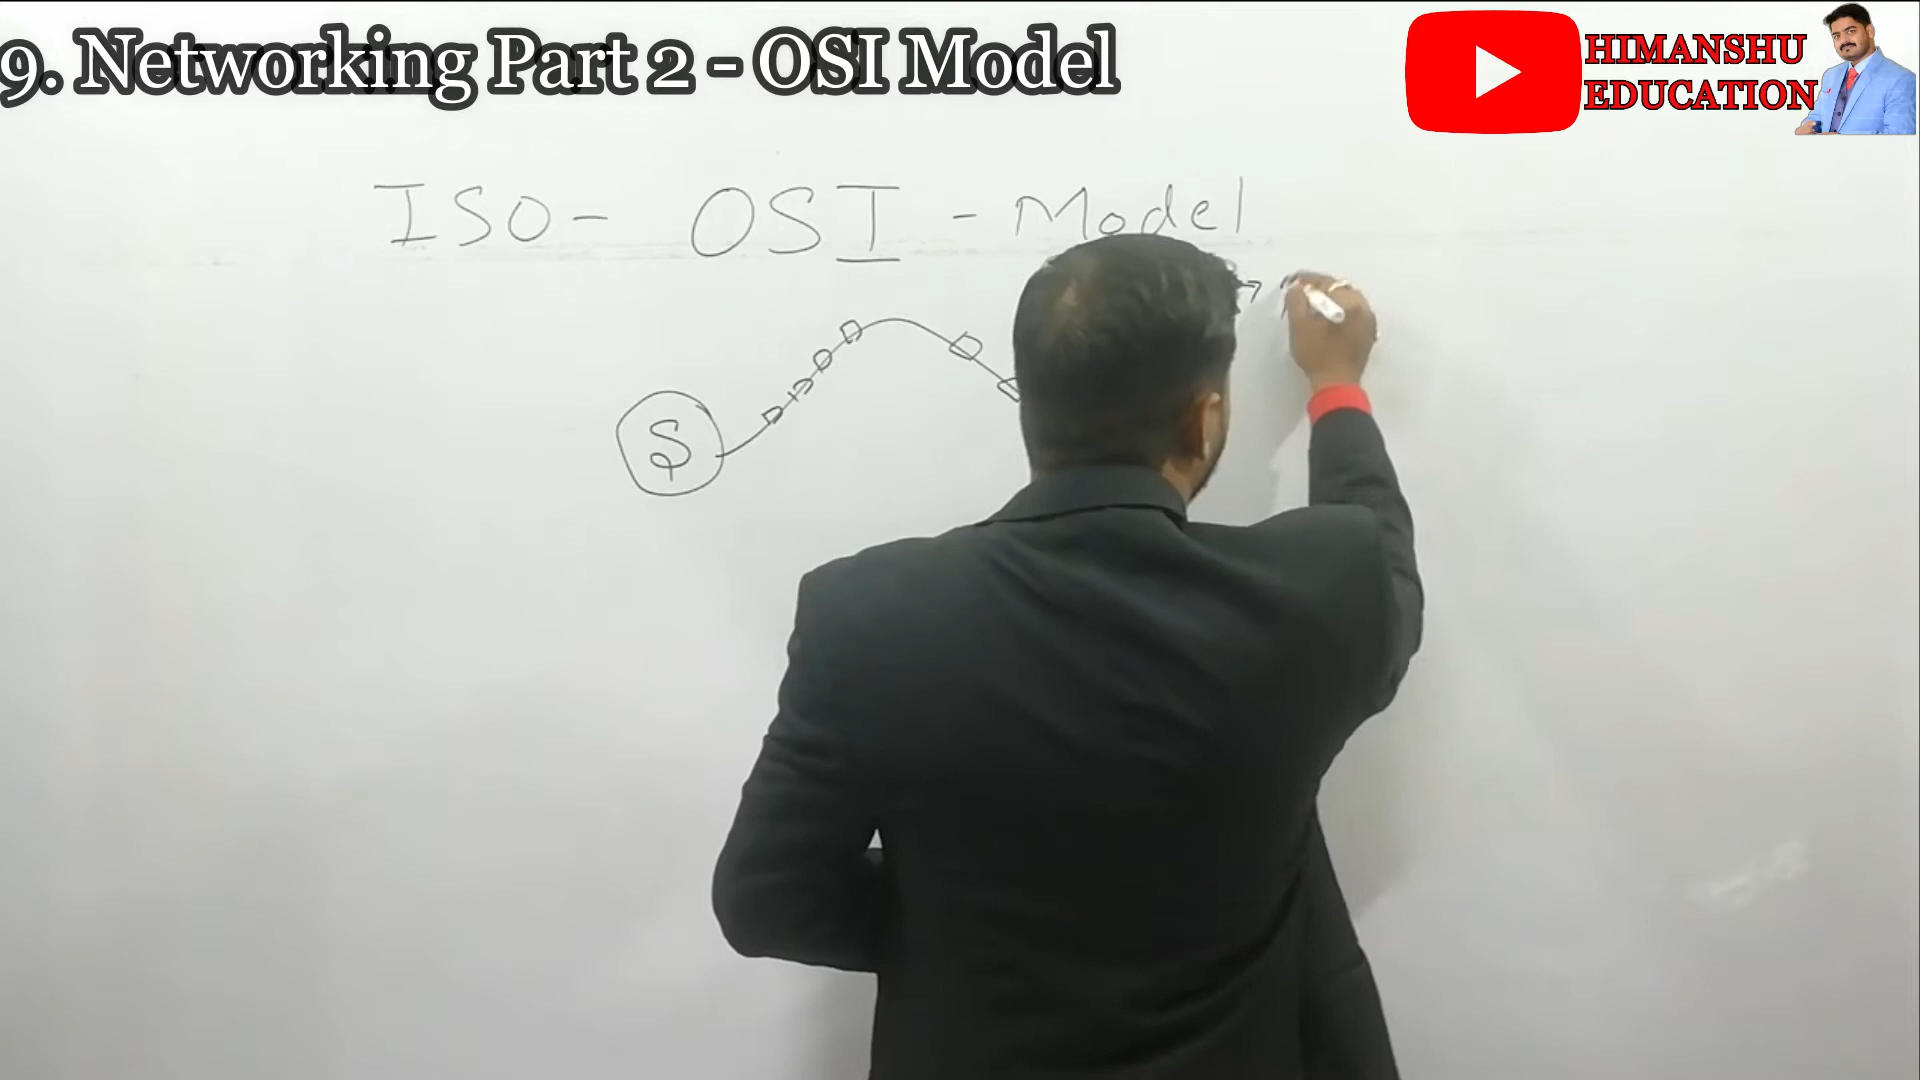 9. Networking Part 2 - OSI Model
HIMANSHU
EDUCATION
ISO - OSI - Model
S